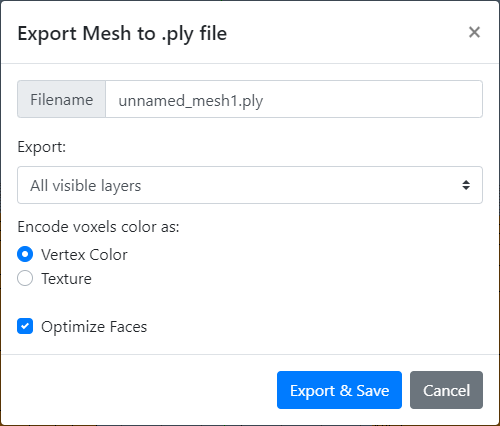 Export Mesh to .ply file ×
Filename unnamed_mesh1.ply
Export:
All visible layers
Encode voxels color as:
Vertex Color
Texture
Optimize Faces
Export & Save Cancel